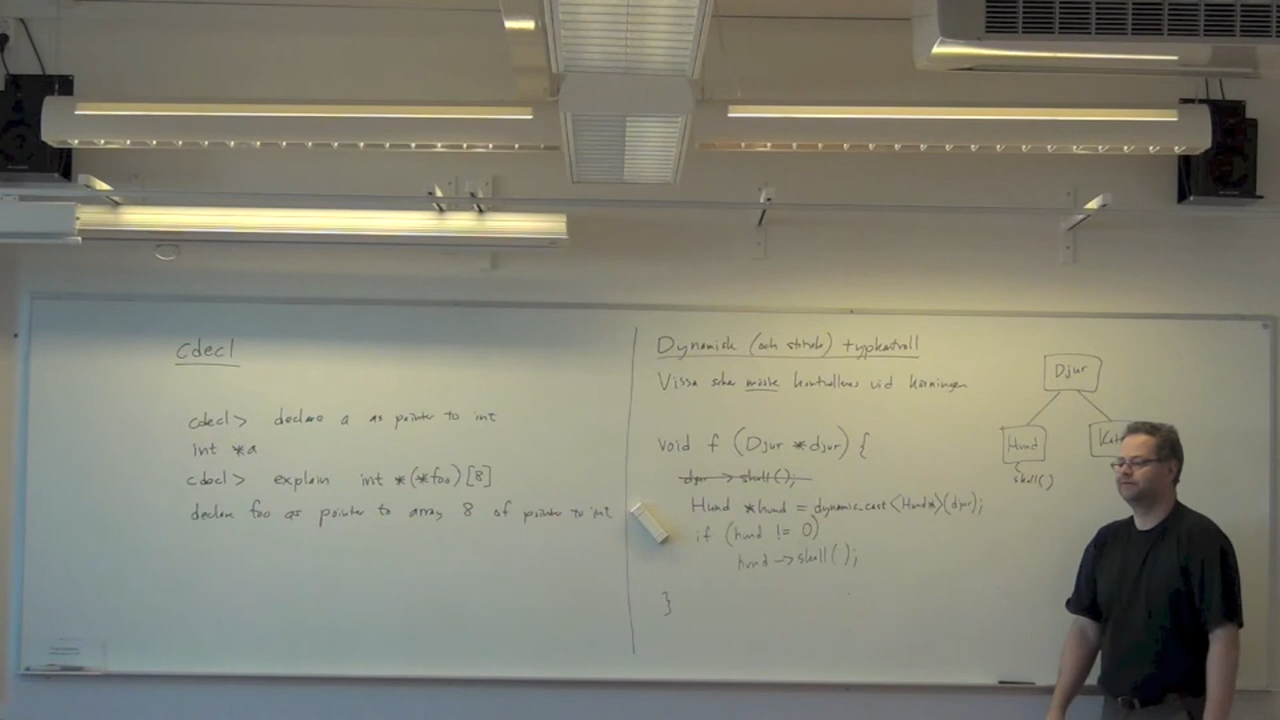 cdecl
cdecl> declare a as pointer to int
int *a
cdecl> explain int *(*foo)[8]
declare foo as pointer to array 8 of pointer to int
Dynamisk (och statisk) typkontroll
Vissa saker måste kontrolleras vid körningen
void f (Djur *djur) {
djur -> skall();
Hund *hund = dynamic_cast<Hund*>(djur);
if (hund != 0)
hund -> skall();
}
Djur
Hund
skall()